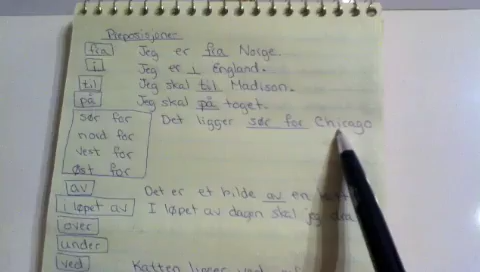 Preposisjoner
fra Jeg er fra Norge.
i Jeg er i England.
til Jeg skal til Madison.
på Jeg skal på toget.
sør for Det ligger sør for Chicago
nord for
vest for
øst for
av Det er et bilde av en
i løpet av I løpet av dagen skal jeg
over
under
ved Katten ligger ved